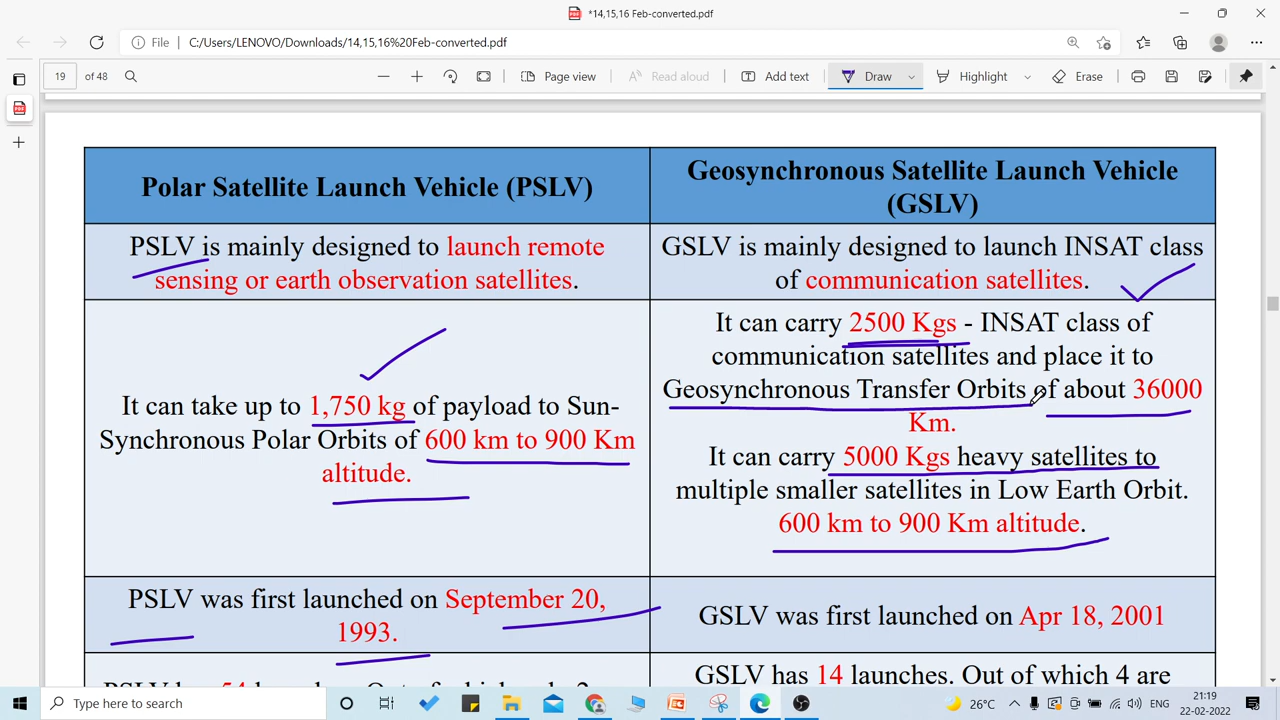 *14,15,16 Feb-converted.pdf
File
C:/Users/LENOVO/Downloads/14,15,16%20Feb-converted.pdf
19 of 48
Page view
Read aloud
Add text
Draw
Highlight
Erase
Polar Satellite Launch Vehicle (PSLV)
Geosynchronous Satellite Launch Vehicle
(GSLV)
PSLV is mainly designed to launch remote
sensing or earth observation satellites.
GSLV is mainly designed to launch INSAT class
of communication satellites.
It can take up to 1,750 kg of payload to Sun-
Synchronous Polar Orbits of 600 km to 900 Km
altitude.
It can carry 2500 Kgs - INSAT class of
communication satellites and place it to
Geosynchronous Transfer Orbits of about 36000
Km.
It can carry 5000 Kgs heavy satellites to
multiple smaller satellites in Low Earth Orbit.
600 km to 900 Km altitude.
PSLV was first launched on September 20,
1993.
GSLV was first launched on Apr 18, 2001
GSLV has 14 launches. Out of which 4 are
Type here to search
26°C
ENG
21:19
22-02-2022